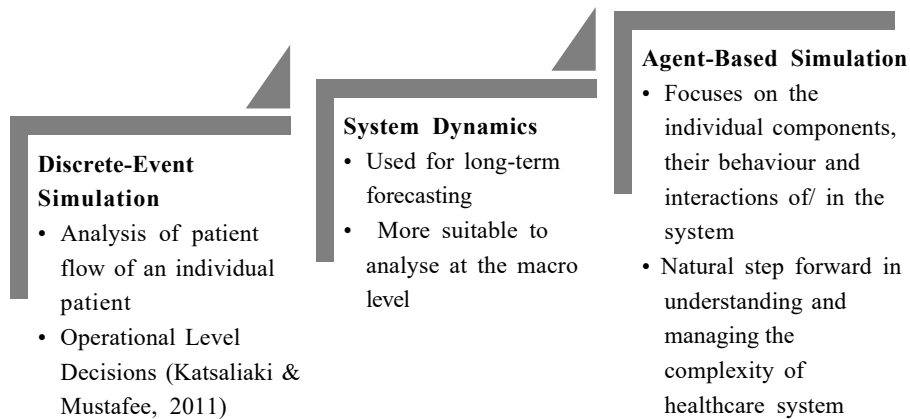 Discrete-Event
Simulation
• Analysis of patient
flow of an individual
patient
• Operational Level
Decisions (Katsaliaki &
Mustafee, 2011)
System Dynamics
• Used for long-term
forecasting
• More suitable to
analyse at the macro
level
Agent-Based Simulation
• Focuses on the
individual components,
their behaviour and
interactions of/ in the
system
• Natural step forward in
understanding and
managing the
complexity of
healthcare system